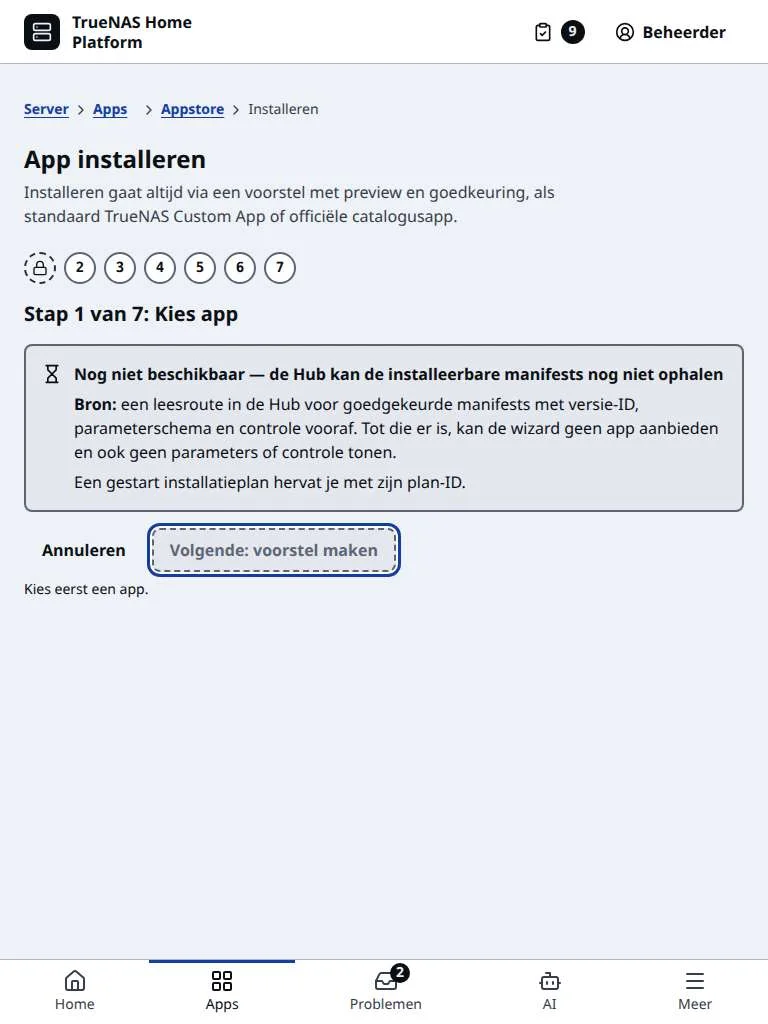 TrueNAS Home
Platform
9
Beheerder
Server > Apps > Appstore > Installeren
App installeren
Installeren gaat altijd via een voorstel met preview en goedkeuring, als
standaard TrueNAS Custom App of officiële catalogusapp.
2 3 4 5 6 7
Stap 1 van 7: Kies app
Nog niet beschikbaar — de Hub kan de installeerbare manifests nog niet ophalen
Bron: een leesroute in de Hub voor goedgekeurde manifests met versie-ID,
parameterschema en controle vooraf. Tot die er is, kan de wizard geen app aanbieden
en ook geen parameters of controle tonen.
Een gestart installatieplan hervat je met zijn plan-ID.
Annuleren
Volgende: voorstel maken
Kies eerst een app.
2
Home
Apps
Problemen
AI
Meer